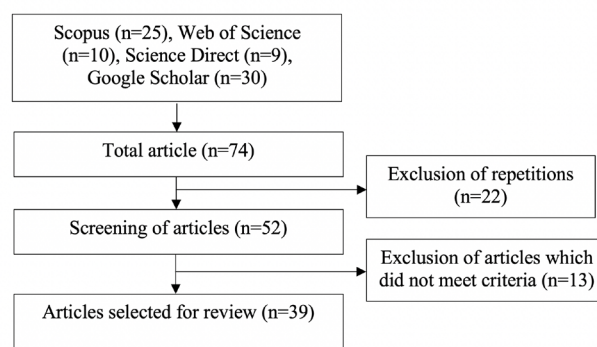 Scopus (n=25), Web of Science
(n=10), Science Direct (n=9),
Google Scholar (n=30)
Total article (n=74)
Exclusion of repetitions
(n=22)
Screening of articles (n=52)
Exclusion of articles which
did not meet criteria (n=13)
Articles selected for review (n=39)